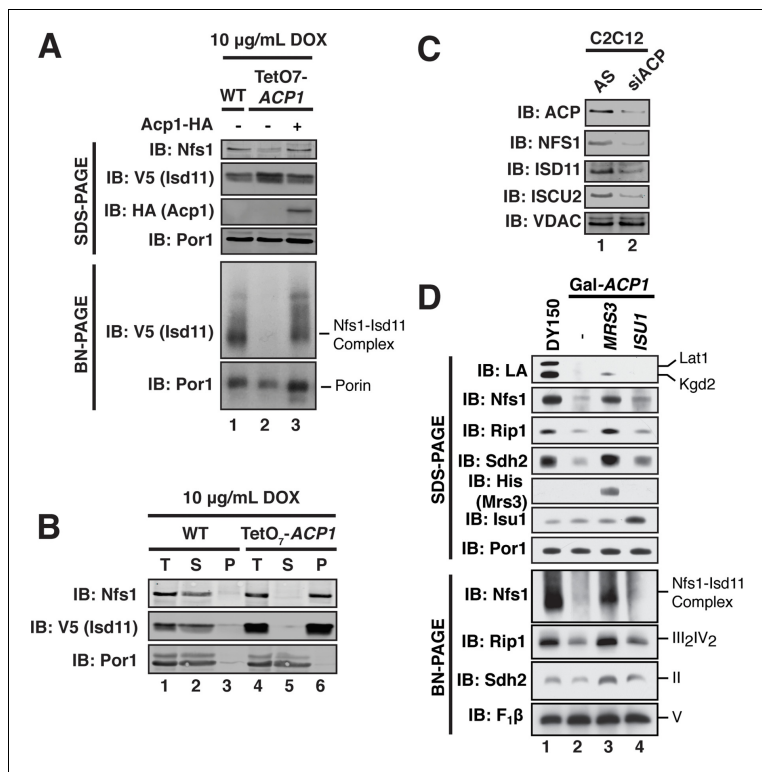 A
10 µg/mL DOX
TetO7-
WT ACP1
Acp1-HA - - +
SDS-PAGE
IB: Nfs1
IB: V5 (Isd11)
IB: HA (Acp1)
IB: Por1
BN-PAGE
IB: V5 (Isd11)
Nfs1-Isd11
Complex
IB: Por1
Porin
1 2 3
B
10 µg/mL DOX
WT TetO7-ACP1
T S P T S P
IB: Nfs1
IB: V5 (Isd11)
IB: Por1
1 2 3 4 5 6
C
C2C12
AS siACP
IB: ACP
IB: NFS1
IB: ISD11
IB: ISCU2
IB: VDAC
1 2
D
Gal-ACP1
DY150 - MRS3 ISU1
SDS-PAGE
IB: LA
Lat1
Kgd2
IB: Nfs1
IB: Rip1
IB: Sdh2
IB: His
(Mrs3)
IB: Isu1
IB: Por1
BN-PAGE
IB: Nfs1
Nfs1-Isd11
Complex
IB: Rip1
III2IV2
IB: Sdh2
II
IB: F1β
V
1 2 3 4